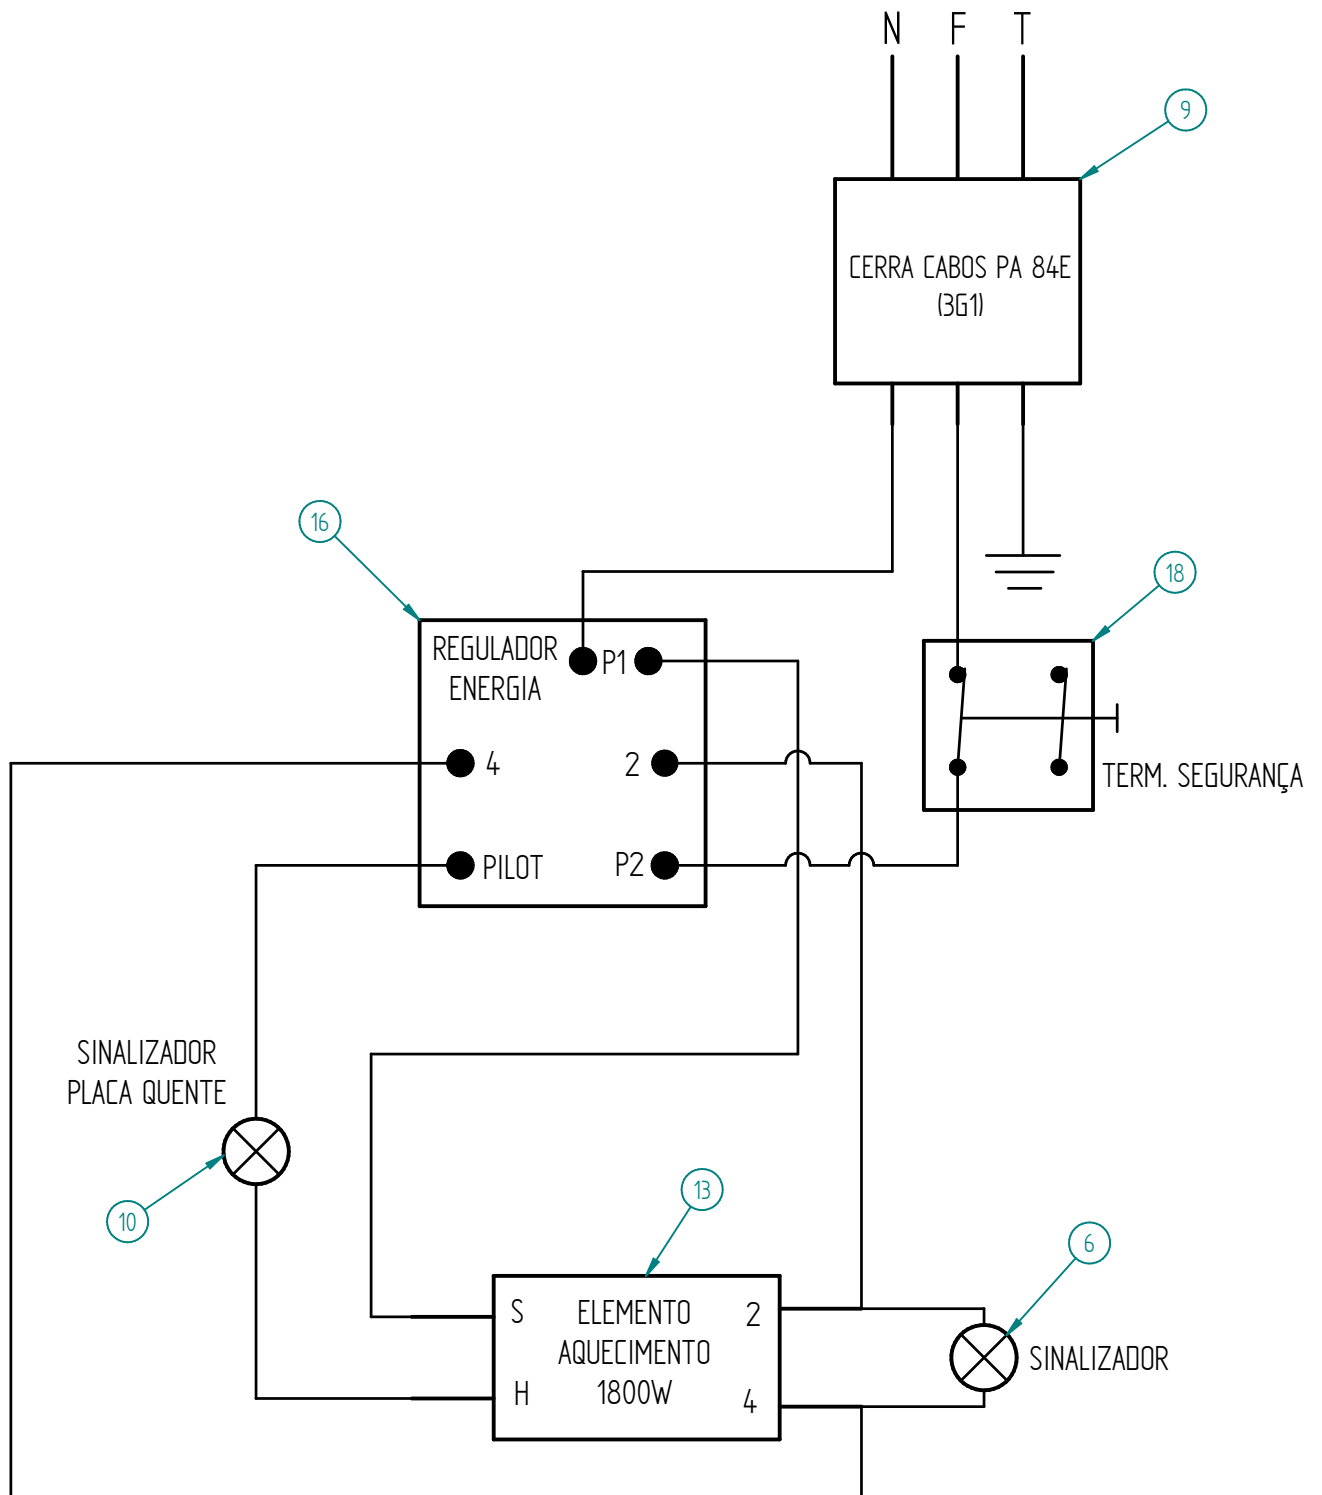 N F T
9
CERRA CABOS PA 84E
(3G1)
16
18
REGULADOR
ENERGIA
P1
4
2
PILOT
P2
TERM. SEGURANÇA
SINALIZADOR
PLACA QUENTE
10
13
6
S
ELEMENTO
AQUECIMENTO
1800W
2
H
4
SINALIZADOR